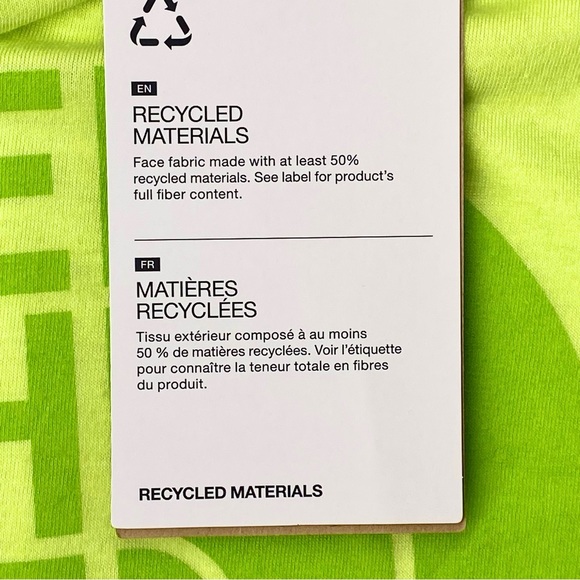 EN
RECYCLED
MATERIALS
Face fabric made with at least 50%
recycled materials. See label for product's
full fiber content.
FR
MATIÈRES
RECYCLÉES
Tissu extérieur composé à au moins
50 % de matières recyclées. Voir l'étiquette
pour connaître la teneur totale en fibres
du produit.
RECYCLED MATERIALS